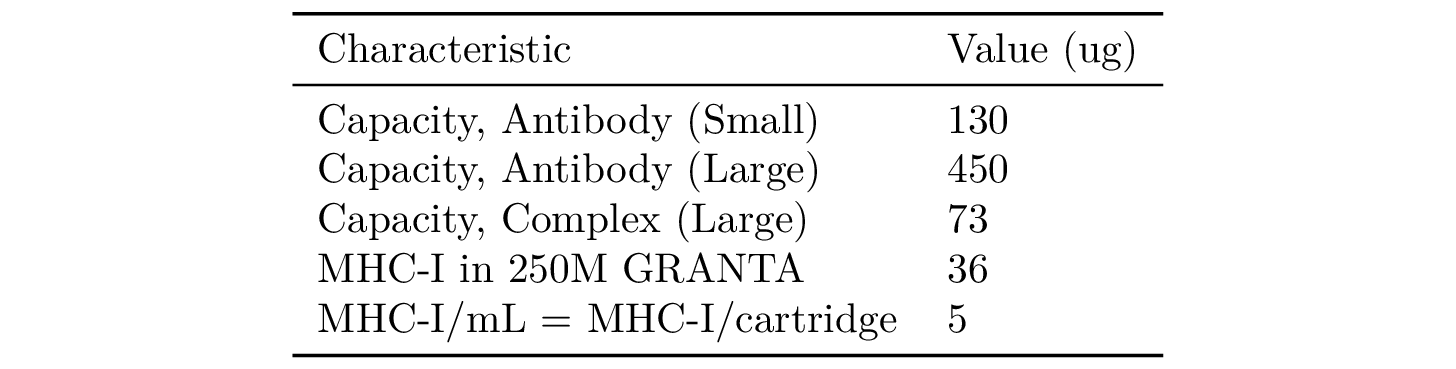 Characteristic Value (ug)
Capacity, Antibody (Small) 130
Capacity, Antibody (Large) 450
Capacity, Complex (Large) 73
MHC-I in 250M GRANTA 36
MHC-I/mL = MHC-I/cartridge 5